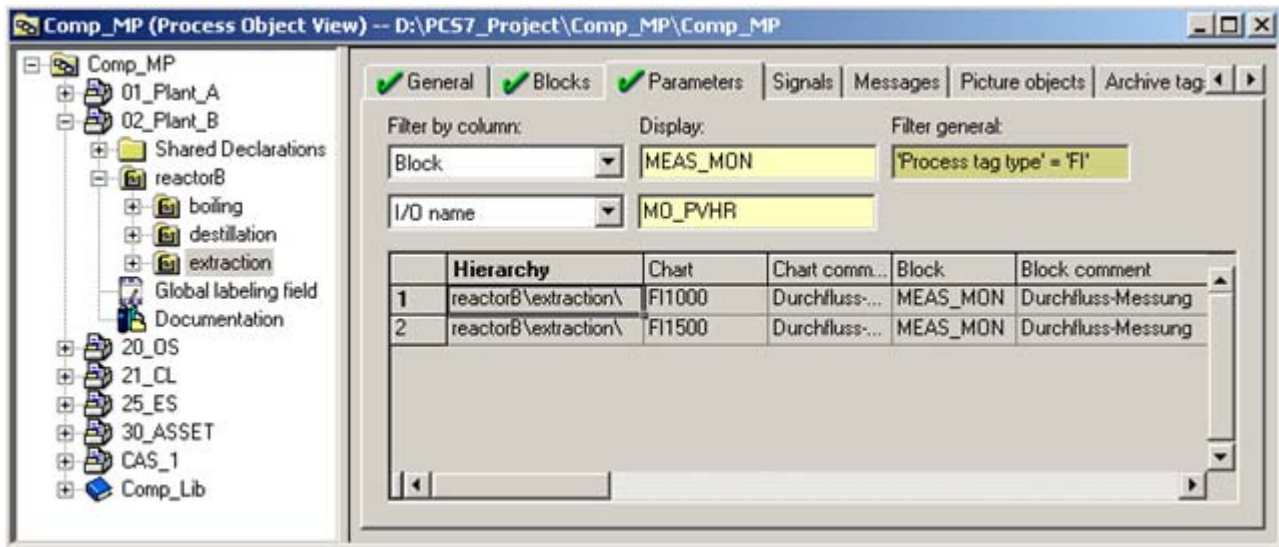 Comp_MP (Process Object View) -- D:\PCS7_Project\Comp_MP\Comp_MP
Comp_MP
01_Plant_A
02_Plant_B
Shared Declarations
reactorB
boiling
destillation
extraction
Global labeling field
Documentation
20_OS
21_CL
25_ES
30_ASSET
CAS_1
Comp_Lib
General Blocks Parameters Signals Messages Picture objects Archive tag
Filter by column: Display: Filter general:
Block MEAS_MON 'Process tag type' = 'FI'
I/O name MO_PVHR
Hierarchy Chart Chart comm... Block Block comment
1 reactorB\extraction\ FI1000 Durchfluss-... MEAS_MON Durchfluss-Messung
2 reactorB\extraction\ FI1500 Durchfluss-... MEAS_MON Durchfluss-Messung